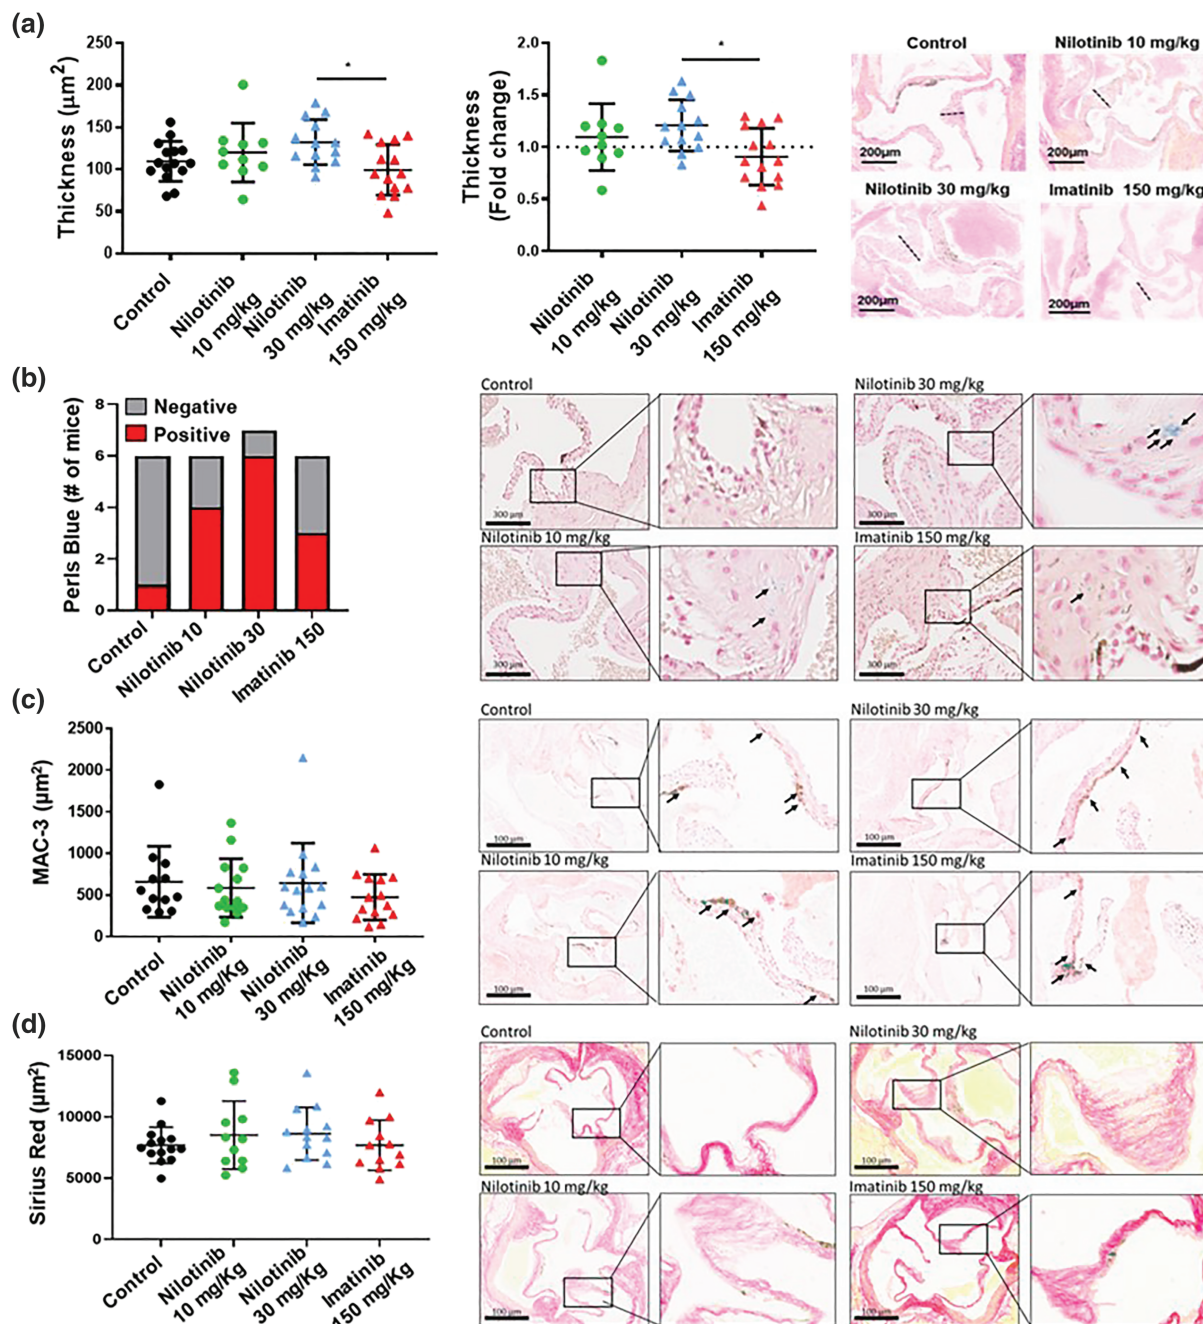 (a)
Thickness (µm²)
250
200
150
100
50
0
*
Control
Nilotinib
10 mg/kg
Nilotinib
30 mg/kg
Imatinib
150 mg/kg
Thickness
(Fold change)
2.0
1.5
1.0
0.5
0.0
*
Nilotinib
10 mg/kg
Nilotinib
30 mg/kg
Imatinib
150 mg/kg
Control
200µm
Nilotinib 10 mg/kg
200µm
Nilotinib 30 mg/kg
200µm
Imatinib 150 mg/kg
200µm
(b)
Perls Blue (# of mice)
8
6
4
2
0
Negative
Positive
Control
Nilotinib 10
Nilotinib 30
Imatinib 150
Control
300 µm
Nilotinib 30 mg/kg
300 µm
Nilotinib 10 mg/kg
300 µm
Imatinib 150 mg/kg
300 µm
(c)
MAC-3 (µm²)
2500
2000
1500
1000
500
0
Control
Nilotinib
10 mg/Kg
Nilotinib
30 mg/Kg
Imatinib
150 mg/Kg
Control
100 µm
Nilotinib 30 mg/kg
100 µm
Nilotinib 10 mg/kg
100 µm
Imatinib 150 mg/kg
100 µm
(d)
Sirius Red (µm²)
15000
10000
5000
0
Control
Nilotinib
10 mg/Kg
Nilotinib
30 mg/Kg
Imatinib
150 mg/Kg
Control
100 µm
Nilotinib 30 mg/kg
100 µm
Nilotinib 10 mg/kg
100 µm
Imatinib 150 mg/kg
100 µm